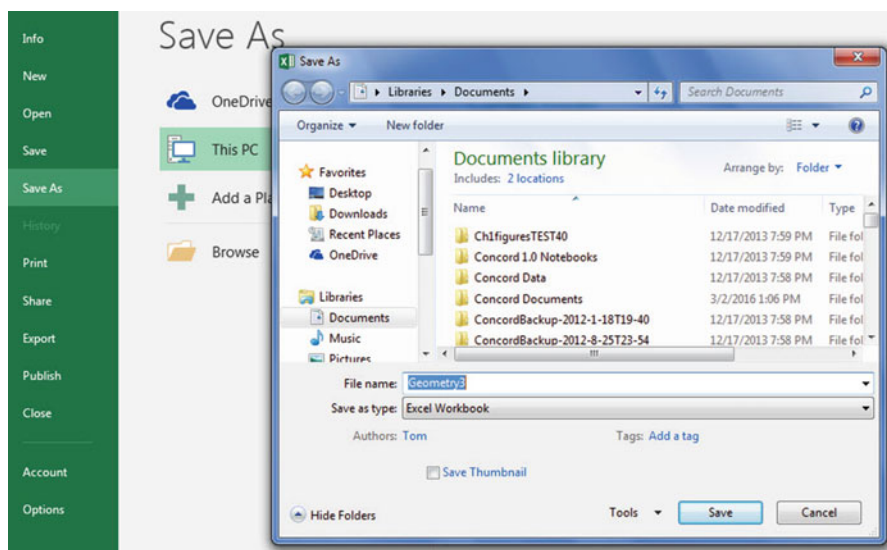 Info
New
Open
Save
Save As
History
Print
Share
Export
Publish
Close
Account
Options
Save As
OneDrive
This PC
Add a Pla
Browse
Save As
Libraries Documents
Search Documents
Organize New folder
Favorites
Desktop
Downloads
Recent Places
OneDrive
Libraries
Documents
Music
Pictures
Documents library
Includes: 2 locations
Arrange by: Folder
Name Date modified Type
Ch1figuresTEST40 12/17/2013 7:59 PM File fol
Concord 1.0 Notebooks 12/17/2013 7:59 PM File fol
Concord Data 12/17/2013 7:58 PM File fol
Concord Documents 3/2/2016 1:06 PM File fol
ConcordBackup-2012-1-18T19-40 12/17/2013 7:58 PM File fol
ConcordBackup-2012-8-25T23-54 12/17/2013 7:58 PM File fol
File name: Geometry3
Save as type: Excel Workbook
Authors: Tom Tags: Add a tag
Save Thumbnail
Hide Folders Tools Save Cancel